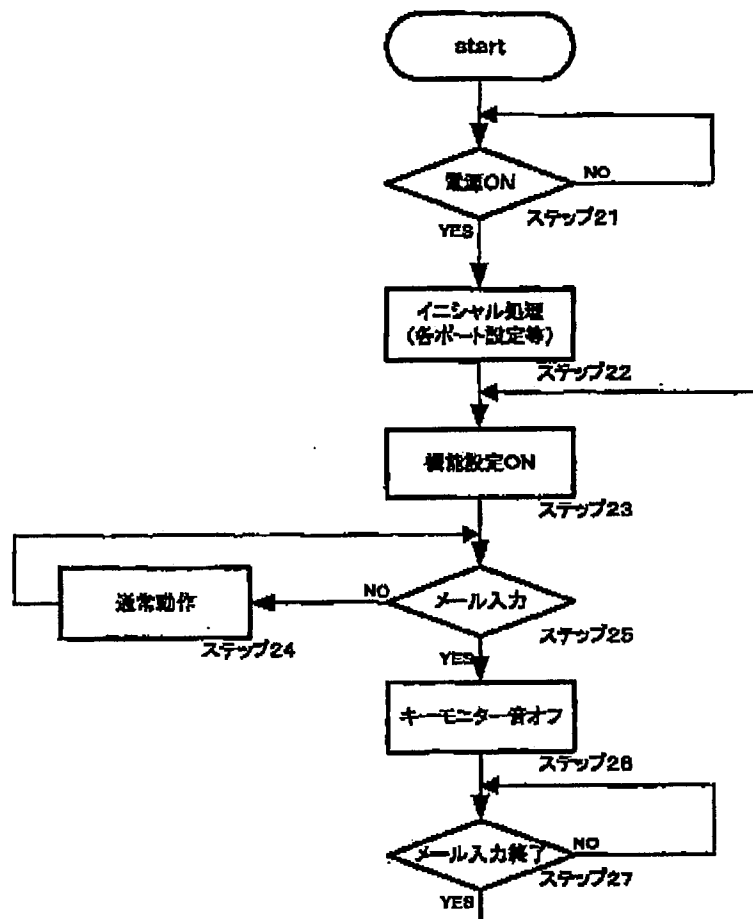 start
電源ON
NO
ステップ21
YES
イニシャル処理
(各ポート設定等)
ステップ22
機能設定ON
ステップ23
NO
メール入力
通常動作
ステップ24
ステップ25
YES
キーモニター音オフ
ステップ26
メール入力終了
NO
ステップ27
YES